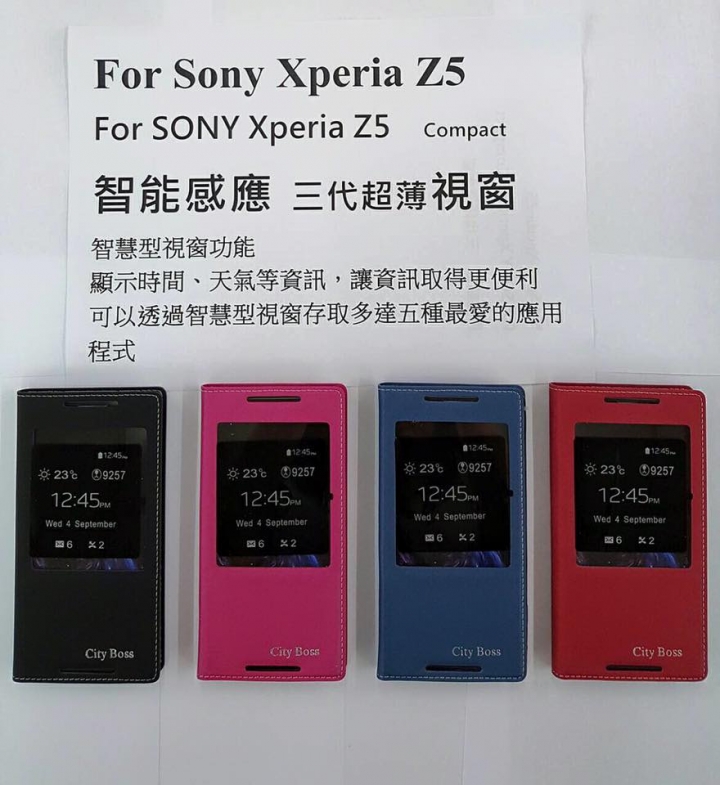 For Sony Xperia Z5
For SONY Xperia Z5 Compact
智能感應 三代超薄視窗
智慧型視窗功能
顯示時間、天氣等資訊，讓資訊取得更便利
可以透過智慧型視窗存取多達五種最愛的應用
程式
12:45PM
23°c 9257
12:45PM
Wed 4 September
6 2
City Boss
12:45PM
23°c 9257
12:45PM
Wed 4 September
6 2
City Boss
12:45PM
23°c 9257
12:45PM
Wed 4 September
6 2
City Boss
12:45PM
23°c 9257
12:45PM
Wed 4 September
6 2
City Boss